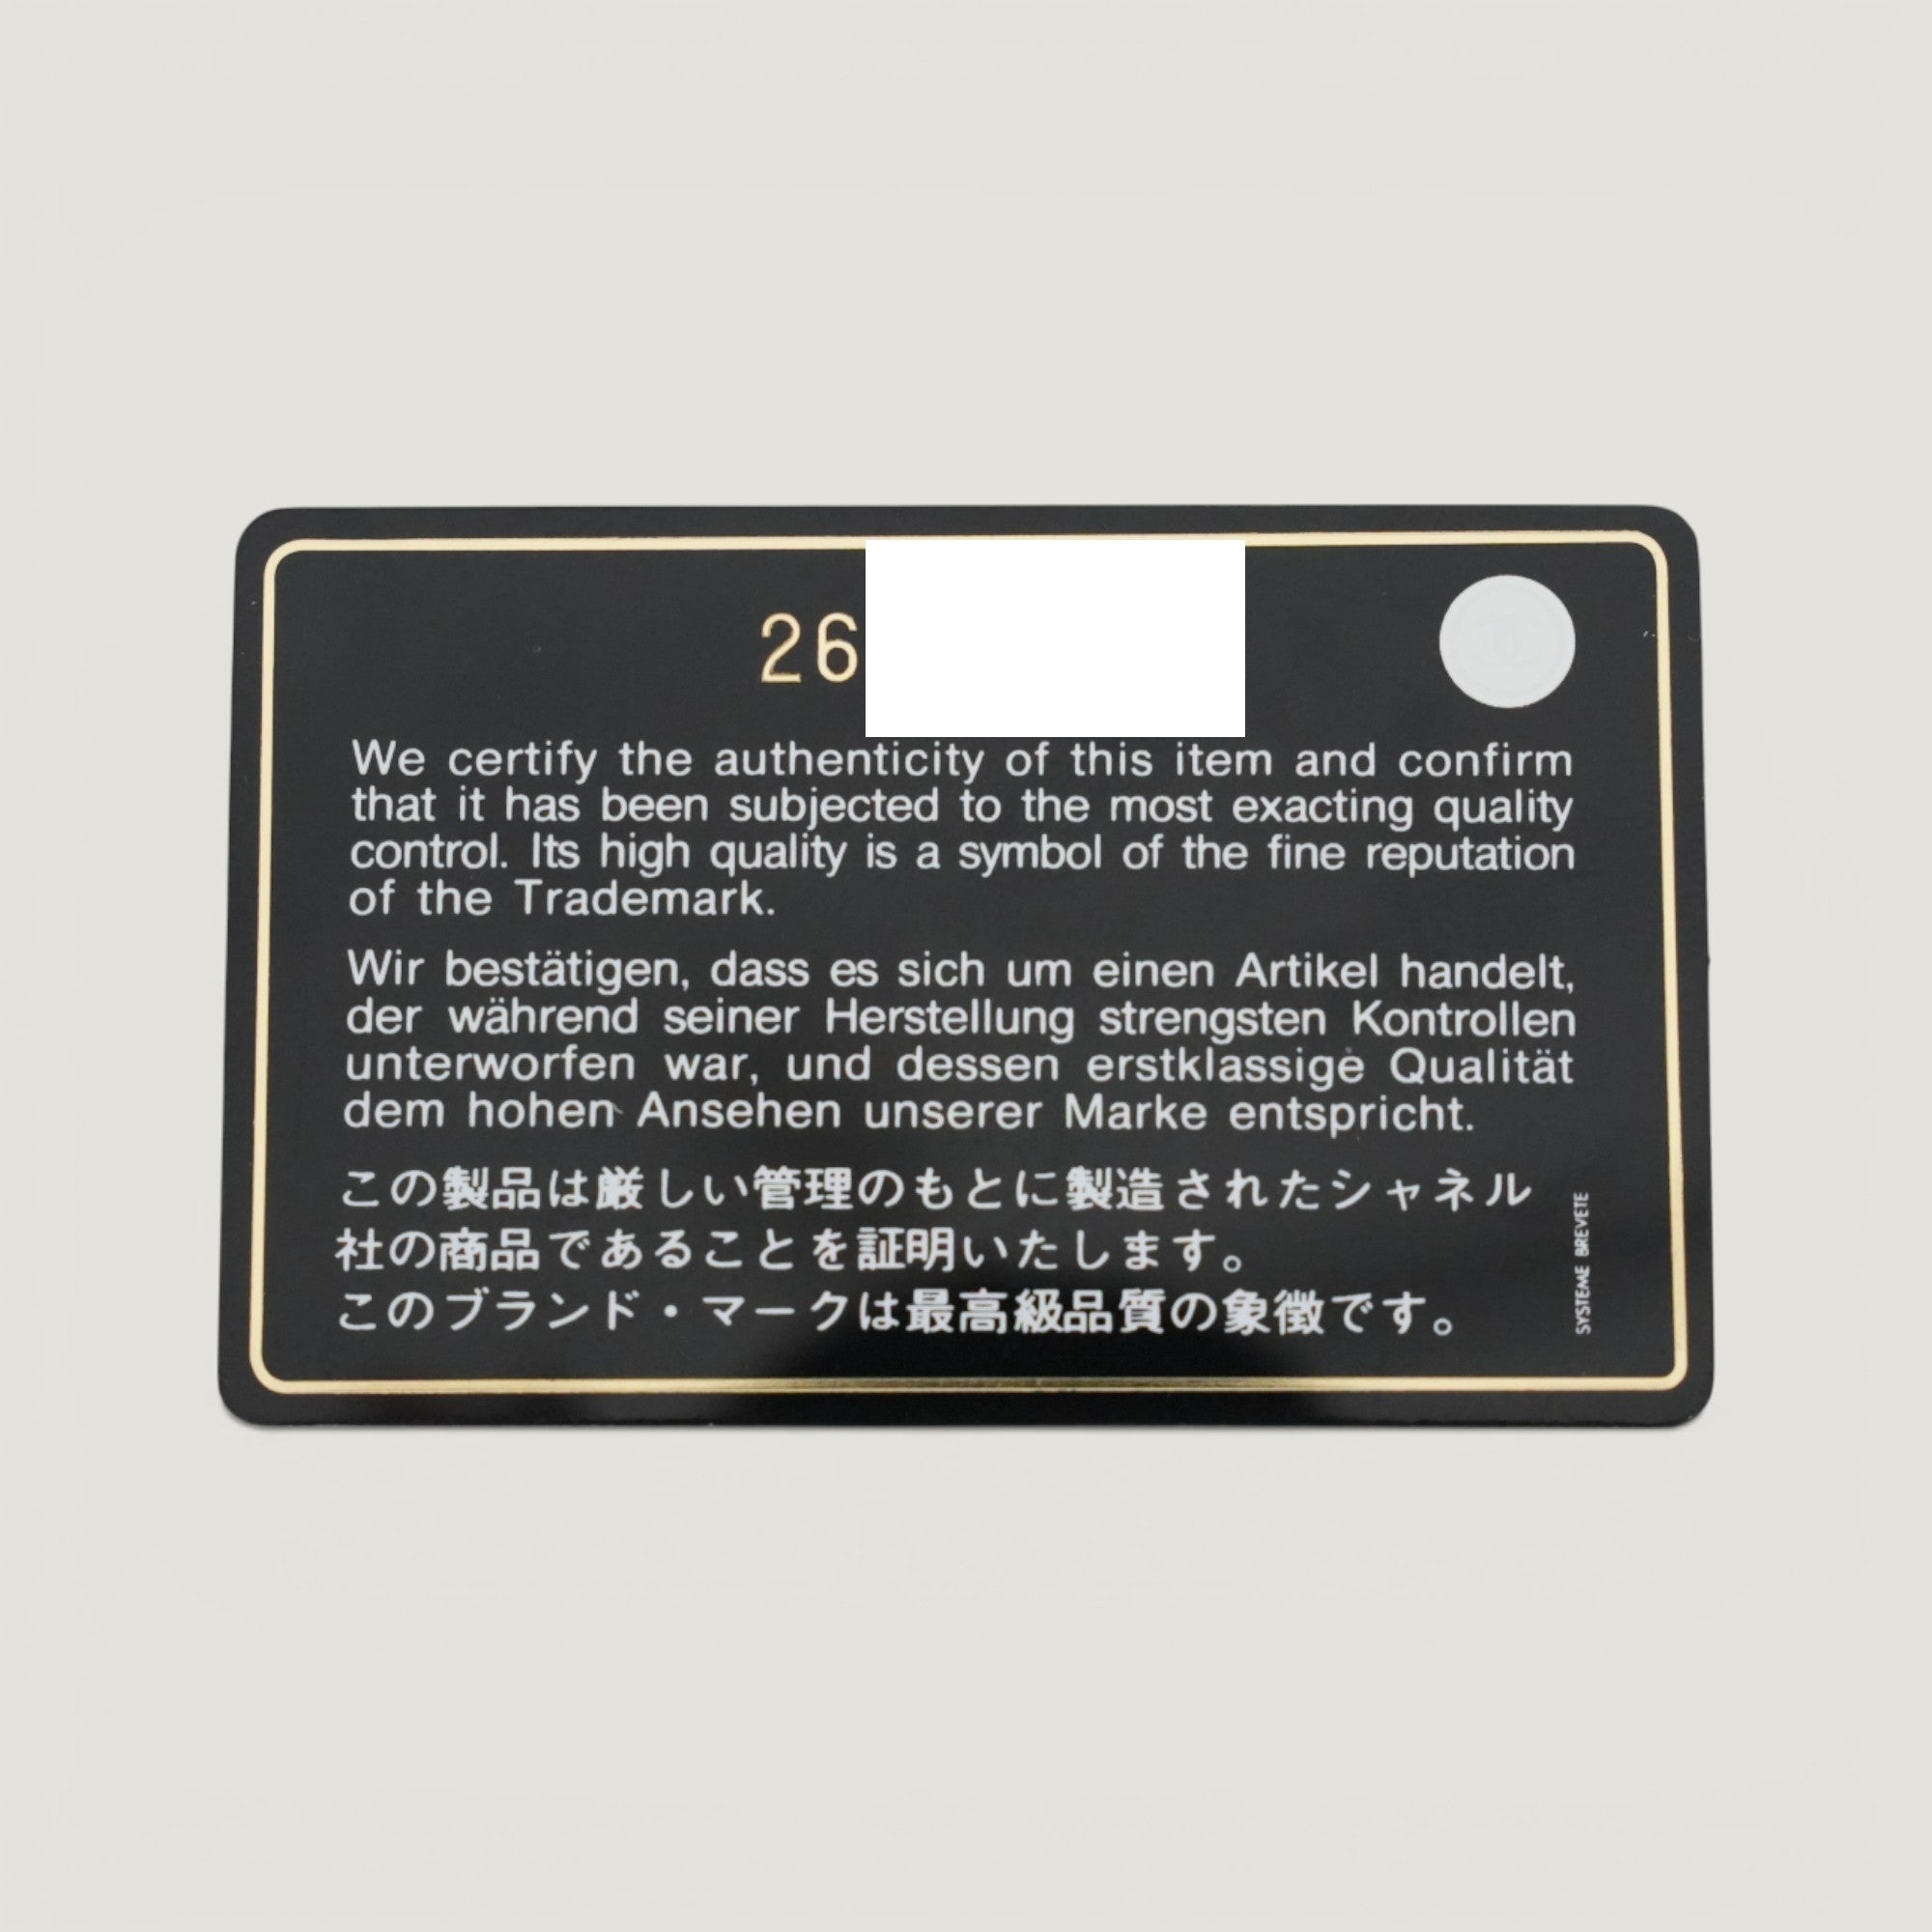 26
We certify the authenticity of this item and confirm
that it has been subjected to the most exacting quality
control. Its high quality is a symbol of the fine reputation
of the Trademark.
Wir bestätigen, dass es sich um einen Artikel handelt,
der während seiner Herstellung strengsten Kontrollen
unterworfen war, und dessen erstklassige Qualität
dem hohen Ansehen unserer Marke entspricht.
この製品は厳しい管理のもとに製造されたシャネル
社の商品であることを証明いたします。
このブランド・マークは最高級品質の象徴です。
SYSTEME BREVETE